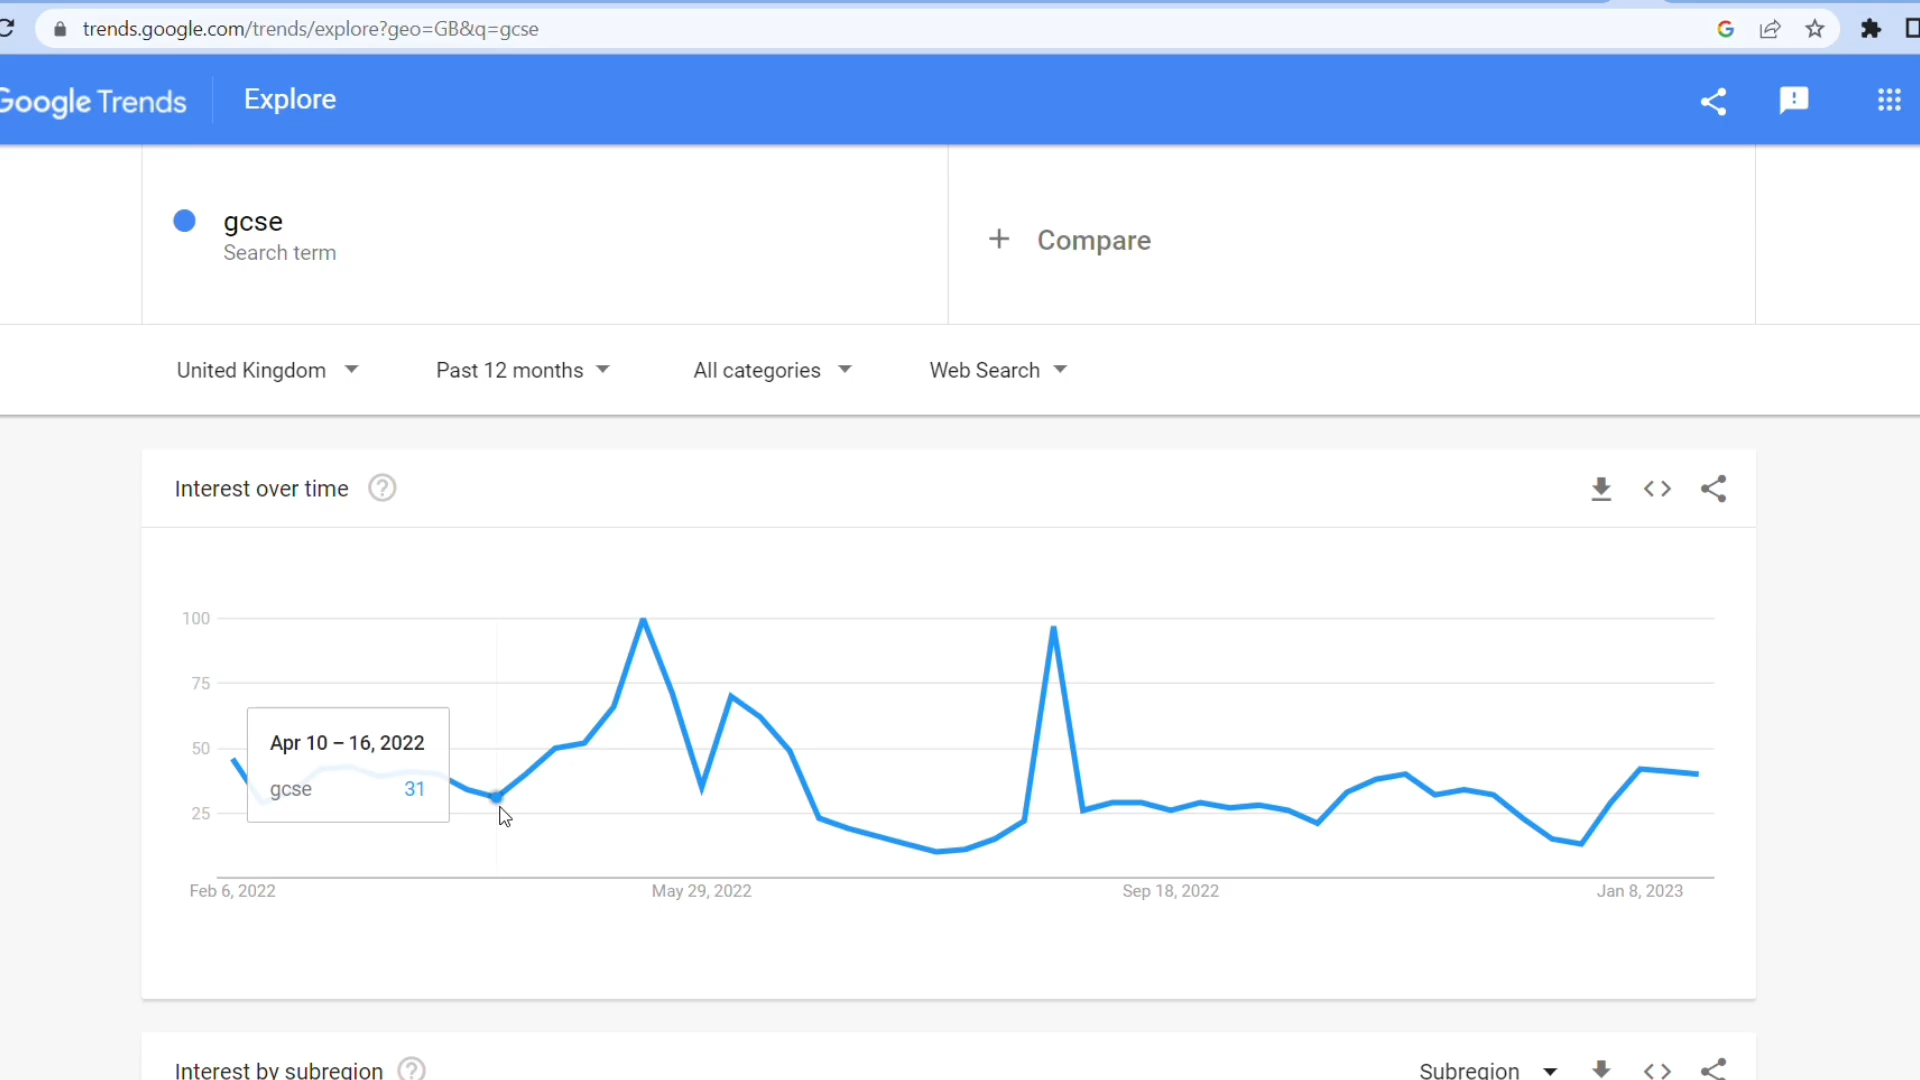 trends.google.com/trends/explore?geo=GB&q=gcse
Google Trends
Explore
gcse
Search term
+ Compare
United Kingdom
Past 12 months
All categories
Web Search
Interest over time
100
75
50
25
Apr 10 – 16, 2022
gcse 31
Feb 6, 2022
May 29, 2022
Sep 18, 2022
Jan 8, 2023
Interest by subregion
Subregion